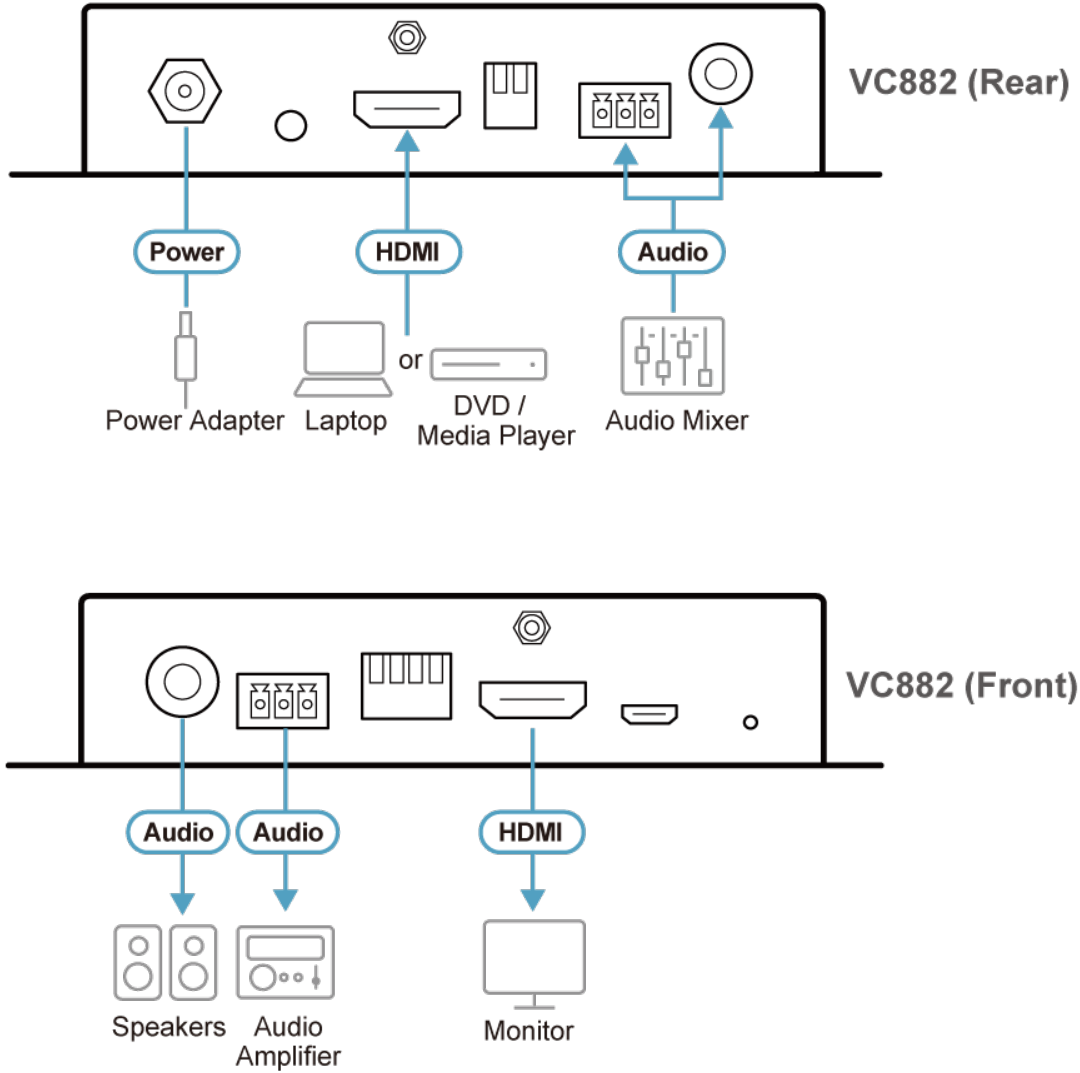 VC882 (Rear)
Power
HDMI
Audio
or
Power Adapter
Laptop
DVD /
Media Player
Audio Mixer
VC882 (Front)
Audio
Audio
HDMI
Speakers
Audio
Amplifier
Monitor